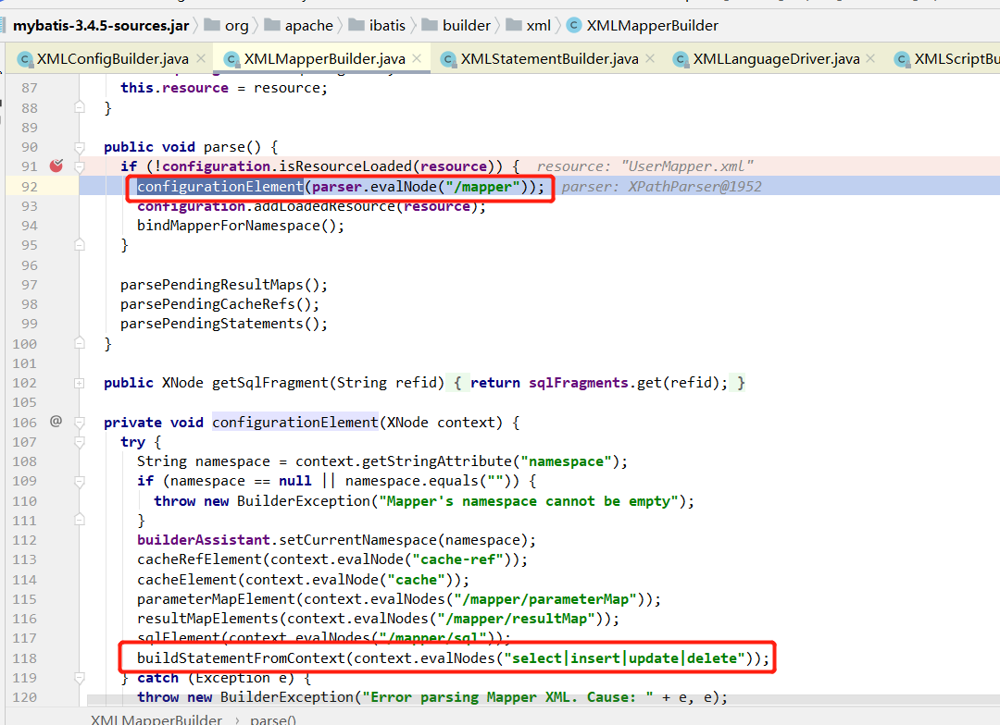 mybatis-3.4.5-sources.jar org apache ibatis builder xml XMLMapperBuilder
XMLConfigBuilder.java XMLMapperBuilder.java XMLStatementBuilder.java XMLLanguageDriver.java XMLScriptBu
87 this.resource = resource;
88 }
89
90 public void parse() {
91 if (!configuration.isResourceLoaded(resource)) { resource: "UserMapper.xml"
92 configurationElement(parser.evalNode("/mapper")); parser: XPathParser@1952
93 configuration.addLoadedResource(resource);
94 bindMapperForNamespace();
95 }
96
97 parsePendingResultMaps();
98 parsePendingCacheRefs();
99 parsePendingStatements();
100 }
101
102 public XNode getSqlFragment(String refid) { return sqlFragments.get(refid); }
105
106 @ private void configurationElement(XNode context) {
107 try {
108 String namespace = context.getStringAttribute("namespace");
109 if (namespace == null || namespace.equals("")) {
110 throw new BuilderException("Mapper's namespace cannot be empty");
111 }
112 builderAssistant.setCurrentNamespace(namespace);
113 cacheRefElement(context.evalNode("cache-ref"));
114 cacheElement(context.evalNode("cache"));
115 parameterMapElement(context.evalNodes("/mapper/parameterMap"));
116 resultMapElements(context.evalNodes("/mapper/resultMap"));
117 sqlElement(context.evalNodes("/mapper/sql"));
118 buildStatementFromContext(context.evalNodes("select|insert|update|delete"));
119 } catch (Exception e) {
120 throw new BuilderException("Error parsing Mapper XML. Cause: " + e, e);
XMLMapperBuilder › parse()